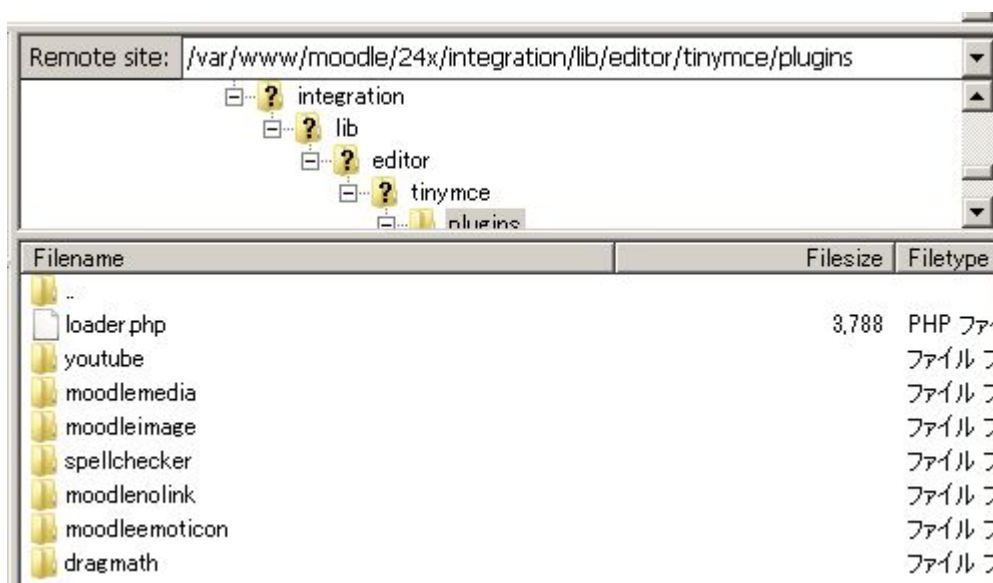 Remote site: /var/www/moodle/24x/integration/lib/editor/tinymce/plugins
integration
lib
editor
tinymce
plugins
Filename Filesize Filetype
..
loader.php 3,788 PHP ファイ
youtube ファイル フ
moodlemedia ファイル フ
moodleimage ファイル フ
spellchecker ファイル フ
moodlenolink ファイル フ
moodleemoticon ファイル フ
dragmath ファイル フ